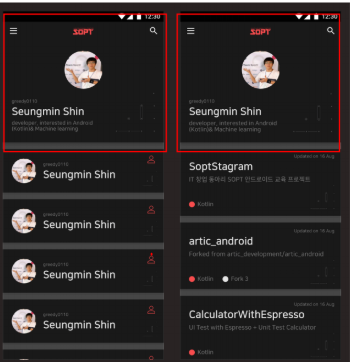 12:30
SOPT
greedy0110
Seungmin Shin
developer, interested in Android
(Kotlin)& Machine learning
greedy0110
Seungmin Shin
greedy0110
Seungmin Shin
greedy0110
Seungmin Shin
greedy0110
Seungmin Shin
12:30
SOPT
greedy0110
Seungmin Shin
developer, interested in Android
(Kotlin)& Machine learning
Updated on 16 Aug
SoptStagram
IT 창업 동아리 SOPT 안드로이드 교육 프로젝트
Kotlin
Updated on 16 Aug
artic_android
Forked from artic_development/artic_android
Kotlin
Fork 3
Updated on 16 Aug
CalculatorWithEspresso
UI Test with Espresso + Unit Test Calculator
Kotlin